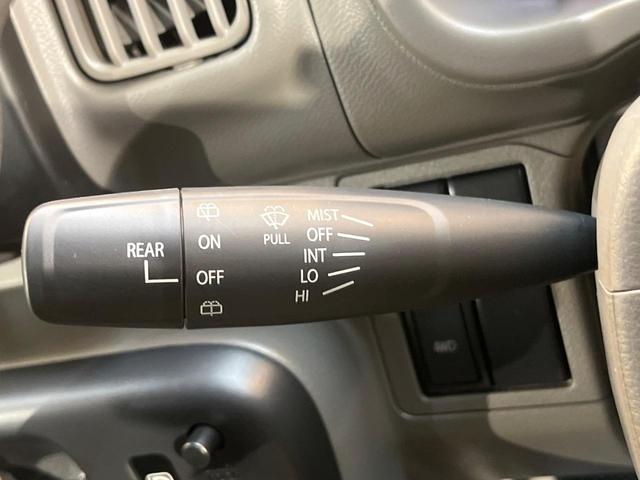 REAR
ON
OFF
PULL
MIST
OFF
INT
LO
HI
4WD